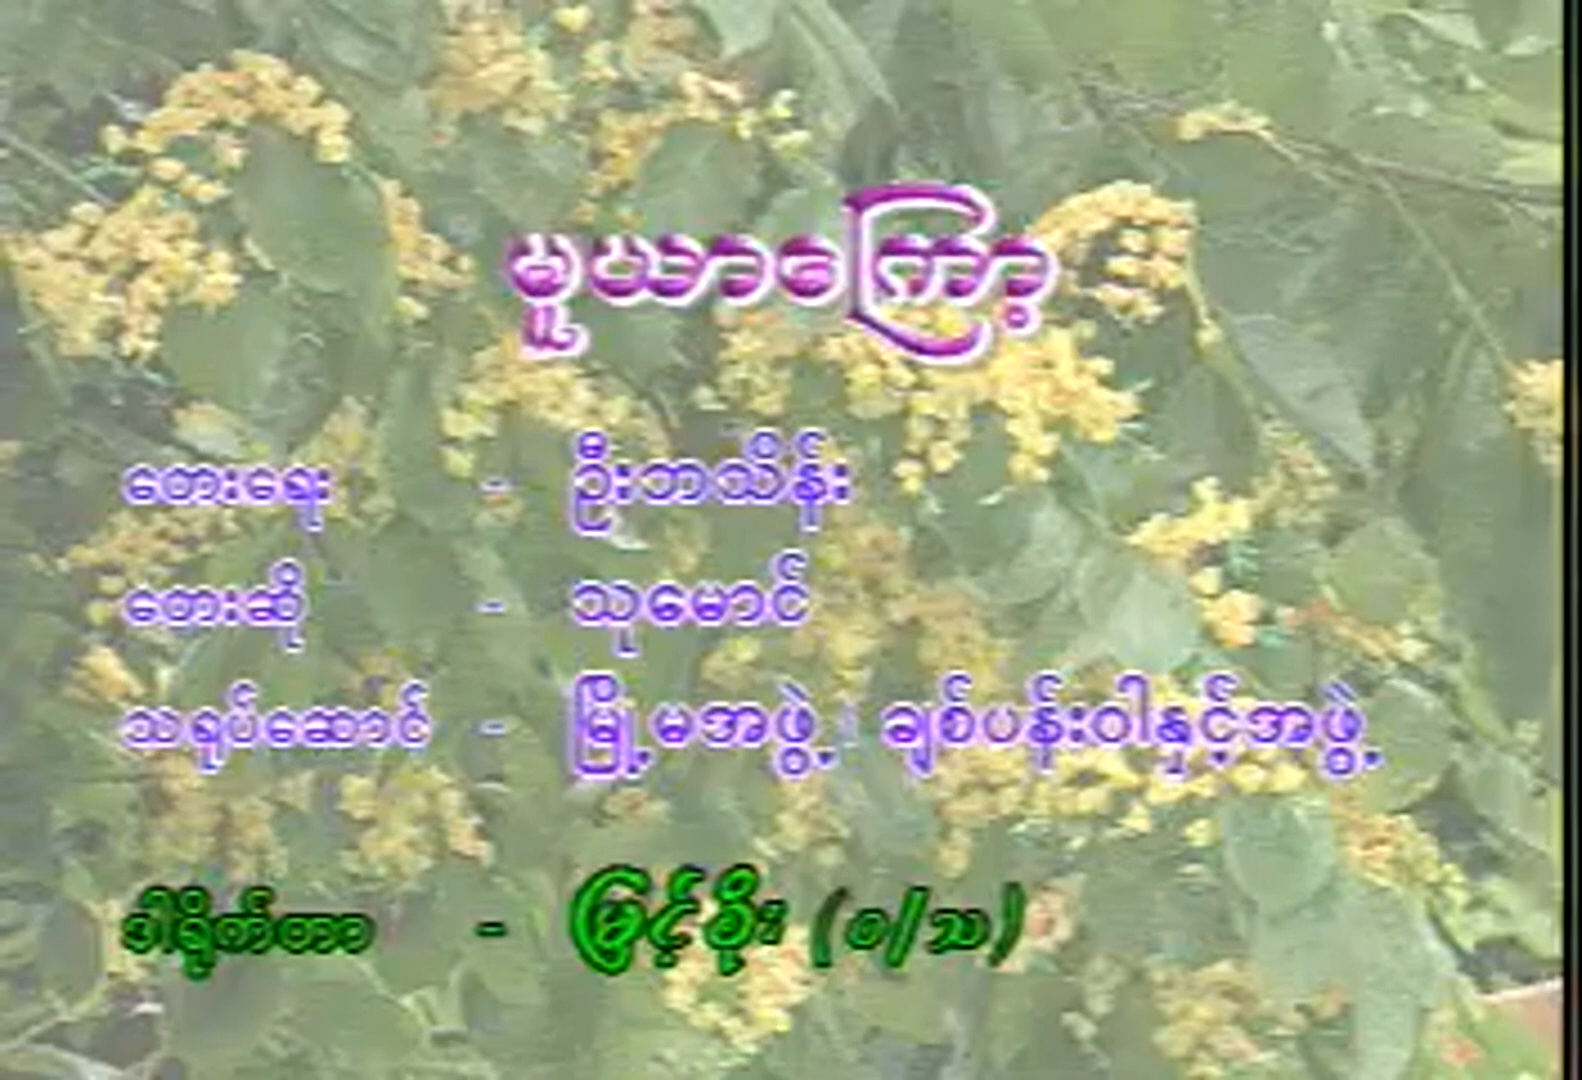 မူယာကြော့
တေးရေး - ဦးဘသိန်း
တေးဆို - သုမောင်
သရုပ်ဆောင် - မြို့မအဖွဲ့၊ ချစ်ပန်းဝါနှင့်အဖွဲ့
ဒါရိုက်တာ - မြင့်စိုး (စ/သ)